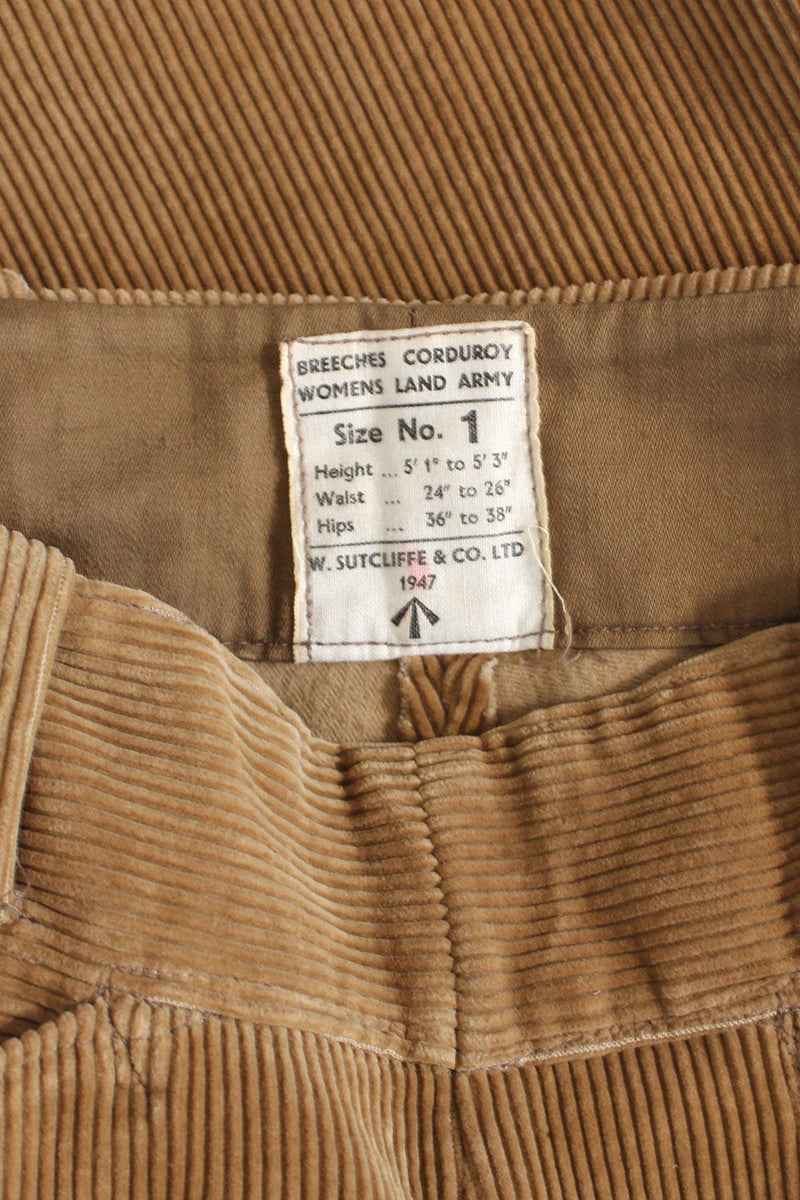 BREECHES CORDUROY
WOMENS LAND ARMY
Size No. 1
Height ... 5' 1" to 5' 3"
Waist ... 24" to 26"
Hips ... 36" to 38"
W. SUTCLIFFE & CO. LTD
1947